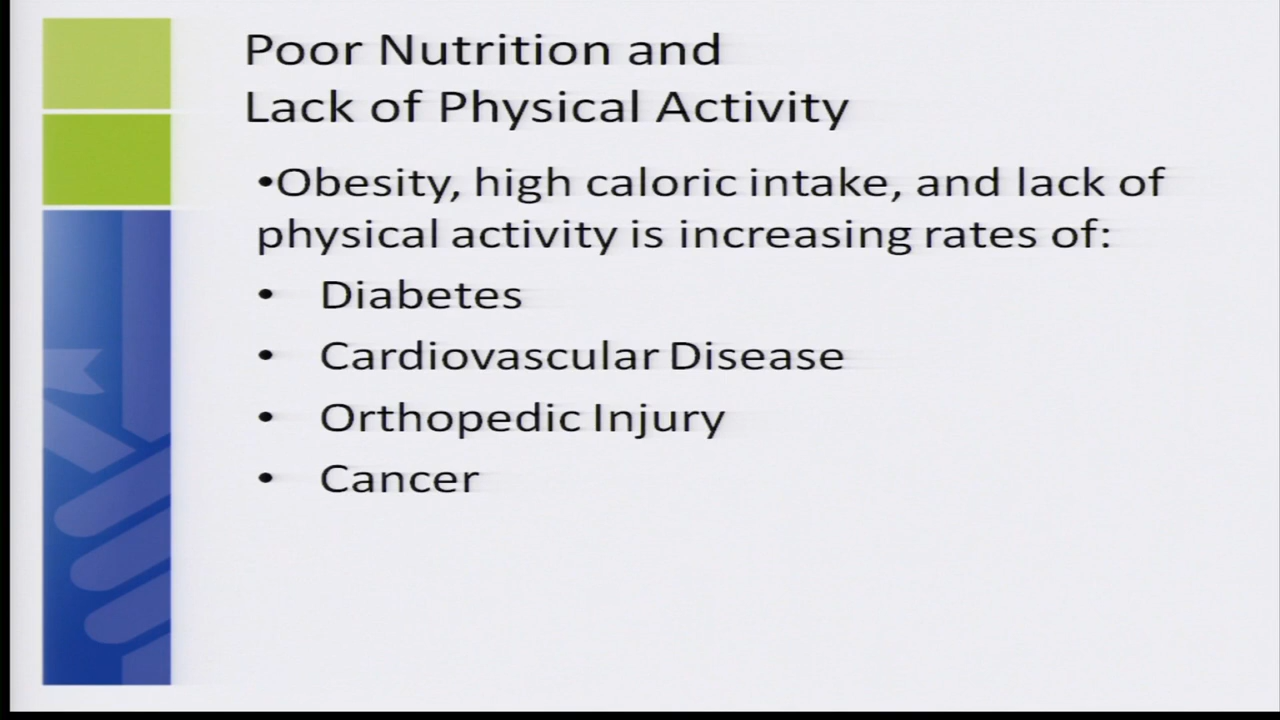 Poor Nutrition and
Lack of Physical Activity
•Obesity, high caloric intake, and lack of
physical activity is increasing rates of:
• Diabetes
• Cardiovascular Disease
• Orthopedic Injury
• Cancer